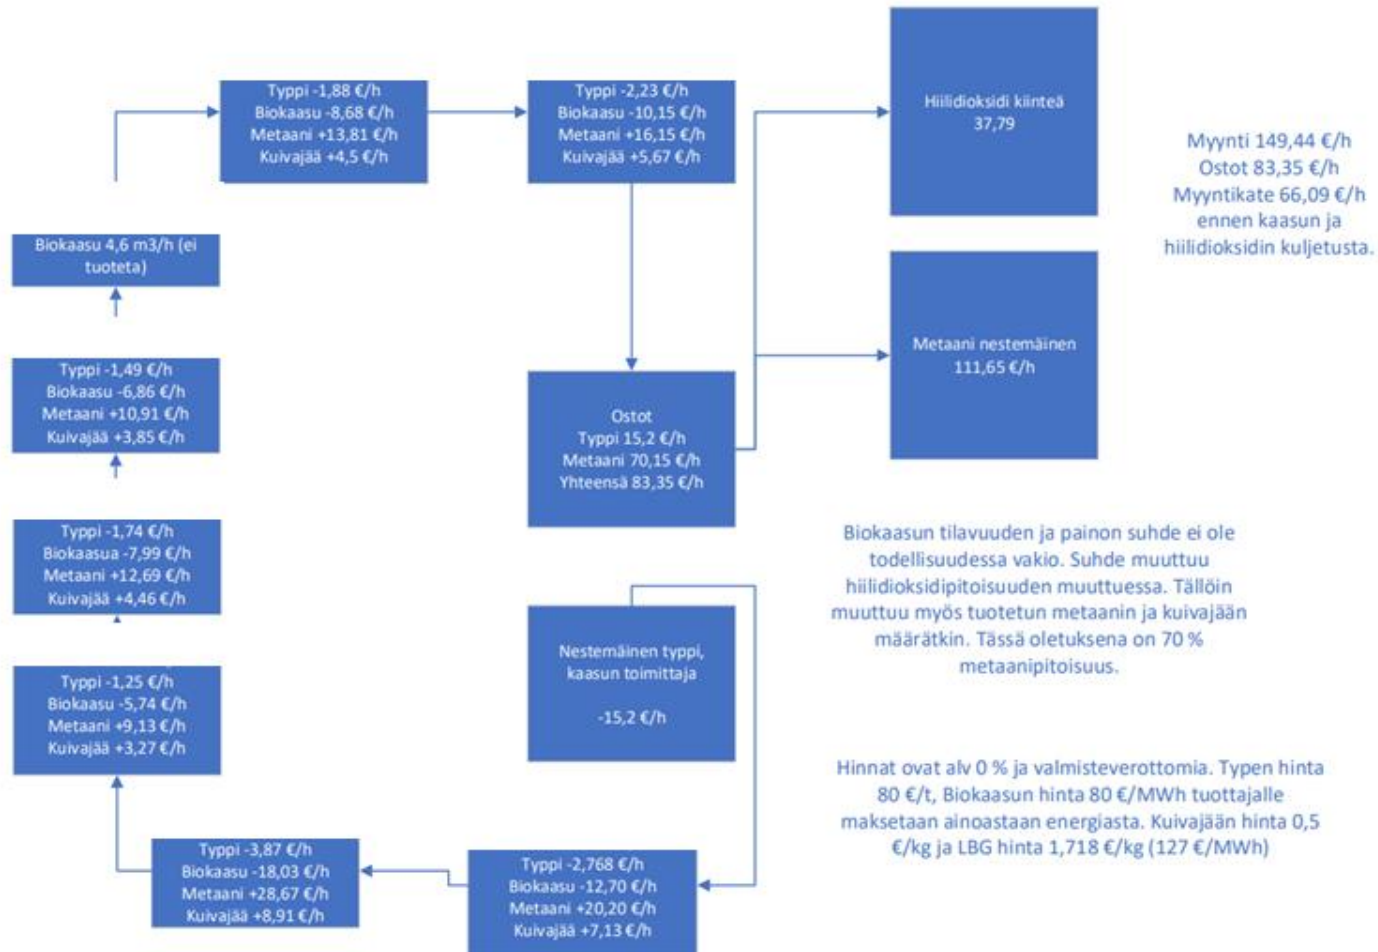 Typpi -1,88 €/h
Biokaasu -8,68 €/h
Metaani +13,81 €/h
Kuivajää +4,5 €/h
Typpi -2,23 €/h
Biokaasu -10,15 €/h
Metaani +16,15 €/h
Kuivajää +5,67 €/h
Hiilidioksidi kiinteä
37,79
Myynti 149,44 €/h
Ostot 83,35 €/h
Myyntikate 66,09 €/h
ennen kaasun ja
hiilidioksidin kuljetusta.
Biokaasu 4,6 m3/h (ei
tuoteta)
Metaani nestemäinen
111,65 €/h
Typpi -1,49 €/h
Biokaasu -6,86 €/h
Metaani +10,91 €/h
Kuivajää +3,85 €/h
Ostot
Typpi 15,2 €/h
Metaani 70,15 €/h
Yhteensä 83,35 €/h
Typpi -1,74 €/h
Biokaasua -7,99 €/h
Metaani +12,69 €/h
Kuivajää +4,46 €/h
Biokaasun tilavuuden ja painon suhde ei ole
todellisuudessa vakio. Suhde muuttuu
hiilidioksidipitoisuuden muuttuessa. Tällöin
muuttuu myös tuotetun metaanin ja kuivajään
määrätkin. Tässä oletuksena on 70 %
metaanipitoisuus.
Nestemäinen typpi,
kaasun toimittaja
-15,2 €/h
Typpi -1,25 €/h
Biokaasu -5,74 €/h
Metaani +9,13 €/h
Kuivajää +3,27 €/h
Hinnat ovat alv 0 % ja valmisteverottomia. Typen hinta
80 €/t, Biokaasun hinta 80 €/MWh tuottajalle
maksetaan ainoastaan energiasta. Kuivajään hinta 0,5
€/kg ja LBG hinta 1,718 €/kg (127 €/MWh)
Typpi -3,87 €/h
Biokaasu -18,03 €/h
Metaani +28,67 €/h
Kuivajää +8,91 €/h
Typpi -2,768 €/h
Biokaasu -12,70 €/h
Metaani +20,20 €/h
Kuivajää +7,13 €/h